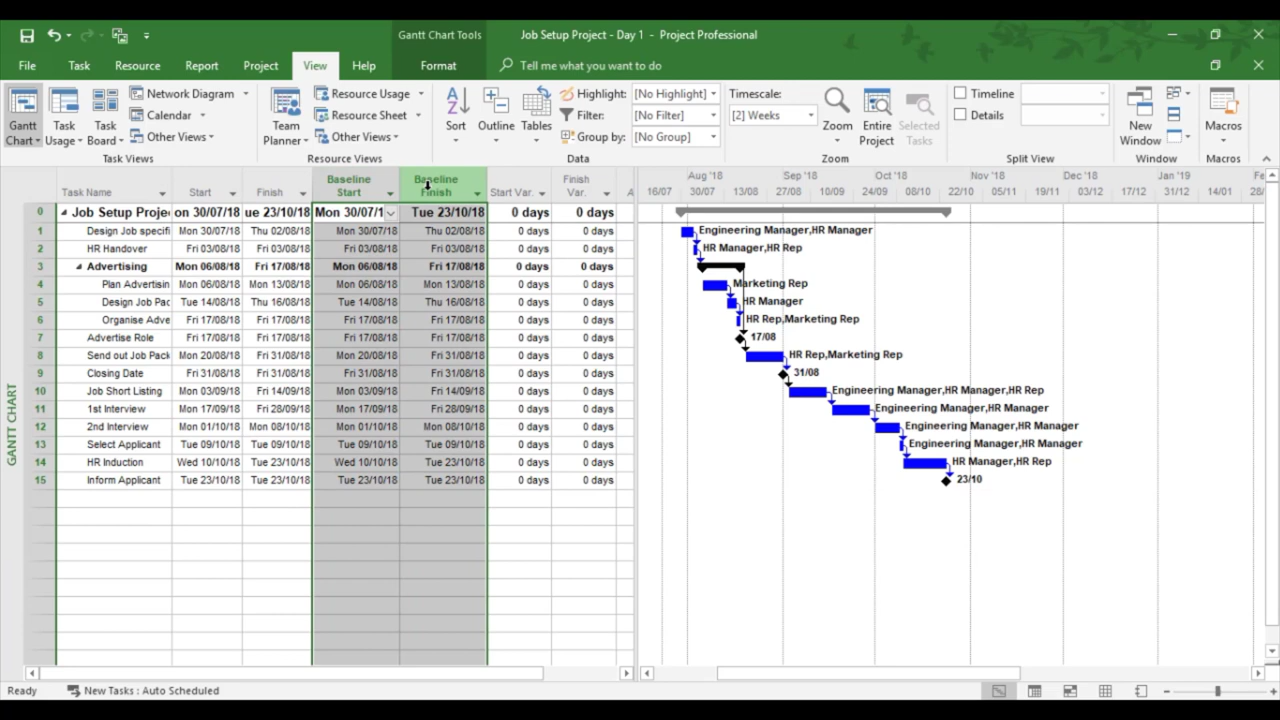 Gantt Chart Tools
Job Setup Project - Day 1 - Project Professional
File Task Resource Report Project View Help Format Tell me what you want to do
Gantt Chart
Task Usage
Task Board
Network Diagram
Calendar
Other Views
Task Views
Team Planner
Resource Usage
Resource Sheet
Other Views
Resource Views
Sort
Outline
Tables
Highlight: [No Highlight]
Filter: [No Filter]
Group by: [No Group]
Data
Timescale:
[2] Weeks
Zoom
Entire Project
Selected Tasks
Zoom
Timeline
Details
Split View
New Window
Window
Macros
Macros
Task Name Start Finish Baseline Start Baseline Finish Start Var. Finish Var. A
Aug '18 Sep '18 Oct '18 Nov '18 Dec '18 Jan '19 Fe
16/07 30/07 13/08 27/08 10/09 24/09 08/10 22/10 05/11 19/11 03/12 17/12 31/12 14/01 28/
0 Job Setup Projec on 30/07/18 ue 23/10/18 Mon 30/07/1 Tue 23/10/18 0 days 0 days
1 Design Job specifi Mon 30/07/18 Thu 02/08/18 Mon 30/07/18 Thu 02/08/18 0 days 0 days Engineering Manager,HR Manager
2 HR Handover Fri 03/08/18 Fri 03/08/18 Fri 03/08/18 Fri 03/08/18 0 days 0 days HR Manager,HR Rep
3 Advertising Mon 06/08/18 Fri 17/08/18 Mon 06/08/18 Fri 17/08/18 0 days 0 days
4 Plan Advertisin Mon 06/08/18 Mon 13/08/18 Mon 06/08/18 Mon 13/08/18 0 days 0 days Marketing Rep
5 Design Job Pac Tue 14/08/18 Thu 16/08/18 Tue 14/08/18 Thu 16/08/18 0 days 0 days HR Manager
6 Organise Adve Fri 17/08/18 Fri 17/08/18 Fri 17/08/18 Fri 17/08/18 0 days 0 days HR Rep,Marketing Rep
7 Advertise Role Fri 17/08/18 Fri 17/08/18 Fri 17/08/18 Fri 17/08/18 0 days 0 days 17/08
8 Send out Job Pack Mon 20/08/18 Fri 31/08/18 Mon 20/08/18 Fri 31/08/18 0 days 0 days HR Rep,Marketing Rep
9 Closing Date Fri 31/08/18 Fri 31/08/18 Fri 31/08/18 Fri 31/08/18 0 days 0 days 31/08
10 Job Short Listing Mon 03/09/18 Fri 14/09/18 Mon 03/09/18 Fri 14/09/18 0 days 0 days Engineering Manager,HR Manager,HR Rep
11 1st Interview Mon 17/09/18 Fri 28/09/18 Mon 17/09/18 Fri 28/09/18 0 days 0 days Engineering Manager,HR Manager
12 2nd Interview Mon 01/10/18 Mon 08/10/18 Mon 01/10/18 Mon 08/10/18 0 days 0 days Engineering Manager,HR Manager
13 Select Applicant Tue 09/10/18 Tue 09/10/18 Tue 09/10/18 Tue 09/10/18 0 days 0 days Engineering Manager,HR Manager
14 HR Induction Wed 10/10/18 Tue 23/10/18 Wed 10/10/18 Tue 23/10/18 0 days 0 days HR Manager,HR Rep
15 Inform Applicant Tue 23/10/18 Tue 23/10/18 Tue 23/10/18 Tue 23/10/18 0 days 0 days 23/10
GANTT CHART
Ready New Tasks : Auto Scheduled